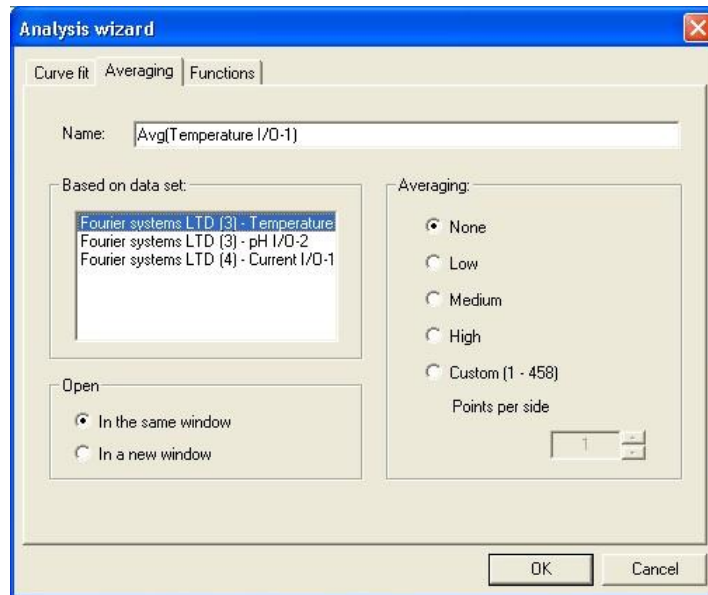 Analysis wizard
Curve fit Averaging Functions
Name: Avg(Temperature I/O-1)
Based on data set:
Fourier systems LTD (3) - Temperature
Fourier systems LTD (3) - pH I/O-2
Fourier systems LTD (4) - Current I/O-1
Open
In the same window
In a new window
Averaging:
None
Low
Medium
High
Custom (1 - 458)
Points per side
1
OK Cancel